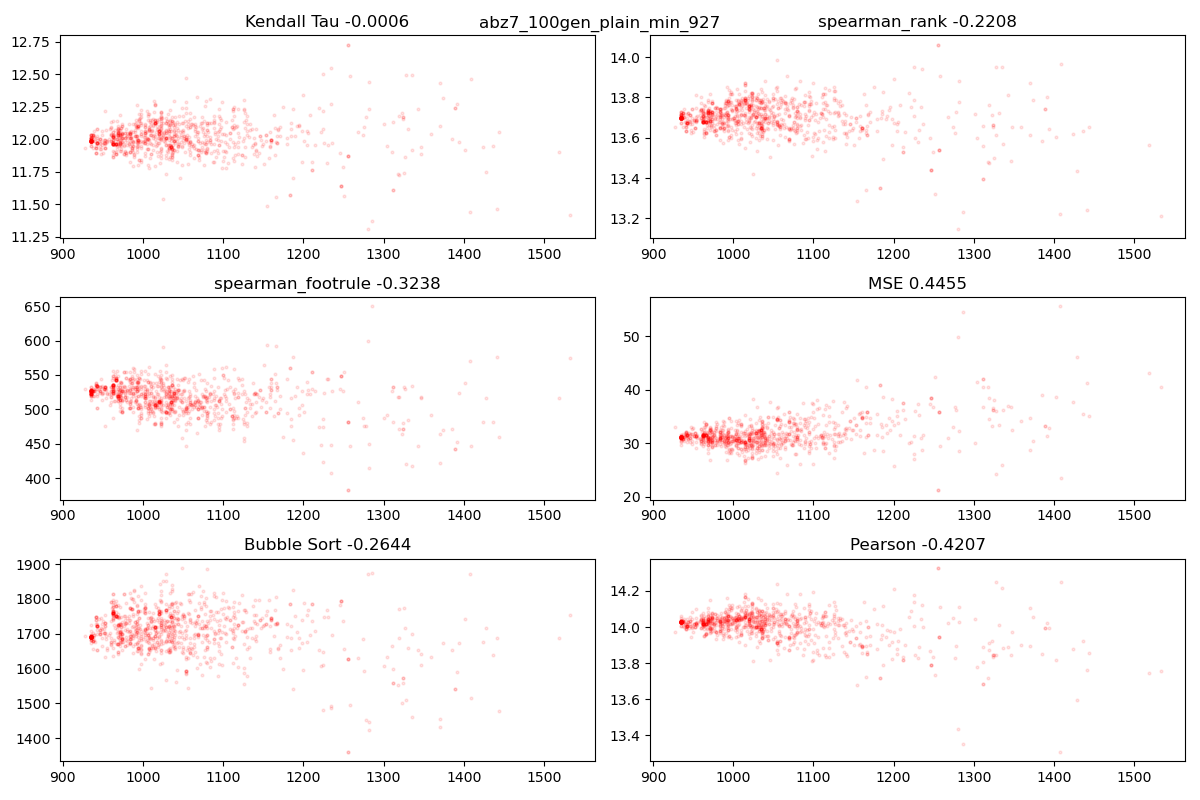 abz7_100gen_plain_min_927
Kendall Tau -0.0006
12.75
12.50
12.25
12.00
11.75
11.50
11.25
900 1000 1100 1200 1300 1400 1500
spearman_rank -0.2208
14.0
13.8
13.6
13.4
13.2
900 1000 1100 1200 1300 1400 1500
spearman_footrule -0.3238
650
600
550
500
450
400
900 1000 1100 1200 1300 1400 1500
MSE 0.4455
50
40
30
20
900 1000 1100 1200 1300 1400 1500
Bubble Sort -0.2644
1900
1800
1700
1600
1500
1400
900 1000 1100 1200 1300 1400 1500
Pearson -0.4207
14.2
14.0
13.8
13.6
13.4
900 1000 1100 1200 1300 1400 1500